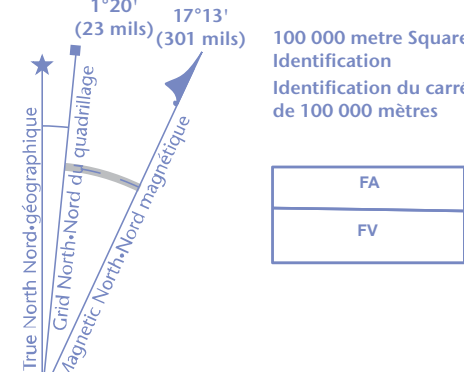 1°20'
(23 mils)
17°13'
(301 mils)
True North Nord•géographique
Grid North•Nord du quadrillage
Magnetic North•Nord magnétique
100 000 metre Square
Identification
Identification du carré
de 100 000 mètres
FA
FV